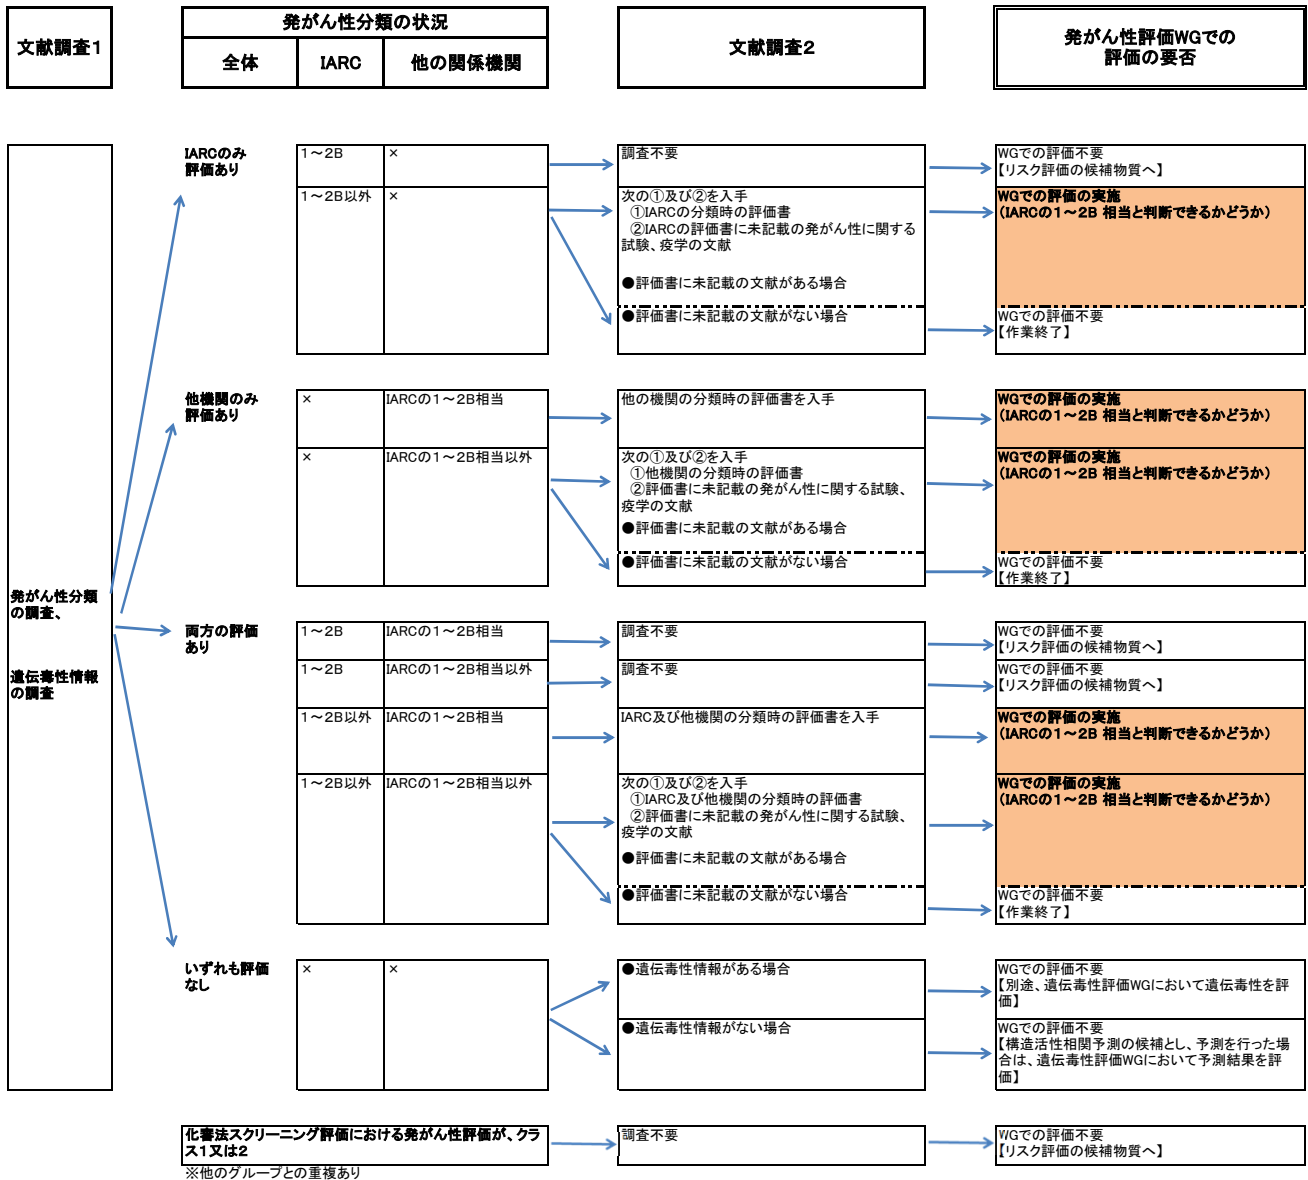 文献調査1
発がん性分類の状況
全体
IARC
他の関係機関
文献調査2
発がん性評価WGでの
評価の要否
発がん性分類
の調査、
遺伝毒性情報
の調査
IARCのみ
評価あり
1～2B
×
調査不要
WGでの評価不要
【リスク評価の候補物質へ】
1～2B以外
×
次の①及び②を入手
①IARCの分類時の評価書
②IARCの評価書に未記載の発がん性に関する
試験、疫学の文献
●評価書に未記載の文献がある場合
WGでの評価の実施
（IARCの1～2B 相当と判断できるかどうか）
●評価書に未記載の文献がない場合
WGでの評価不要
【作業終了】
他機関のみ
評価あり
×
IARCの1～2B相当
他の機関の分類時の評価書を入手
WGでの評価の実施
（IARCの1～2B 相当と判断できるかどうか）
×
IARCの1～2B相当以外
次の①及び②を入手
①他機関の分類時の評価書
②評価書に未記載の発がん性に関する試験、
疫学の文献
●評価書に未記載の文献がある場合
WGでの評価の実施
（IARCの1～2B 相当と判断できるかどうか）
●評価書に未記載の文献がない場合
WGでの評価不要
【作業終了】
両方の評価
あり
1～2B
IARCの1～2B相当
調査不要
WGでの評価不要
【リスク評価の候補物質へ】
1～2B
IARCの1～2B相当以外
調査不要
WGでの評価不要
【リスク評価の候補物質へ】
1～2B以外
IARCの1～2B相当
IARC及び他機関の分類時の評価書を入手
WGでの評価の実施
（IARCの1～2B 相当と判断できるかどうか）
1～2B以外
IARCの1～2B相当以外
次の①及び②を入手
①IARC及び他機関の分類時の評価書
②評価書に未記載の発がん性に関する試験、
疫学の文献
●評価書に未記載の文献がある場合
WGでの評価の実施
（IARCの1～2B 相当と判断できるかどうか）
●評価書に未記載の文献がない場合
WGでの評価不要
【作業終了】
いずれも評価
なし
×
×
●遺伝毒性情報がある場合
WGでの評価不要
【別途、遺伝毒性評価WGにおいて遺伝毒性を評
価】
●遺伝毒性情報がない場合
WGでの評価不要
【構造活性相関予測の候補とし、予測を行った場
合は、遺伝毒性評価WGにおいて予測結果を評
価】
化審法スクリーニング評価における発がん性評価が、クラ
ス1又は2
調査不要
WGでの評価不要
【リスク評価の候補物質へ】
※他のグループとの重複あり